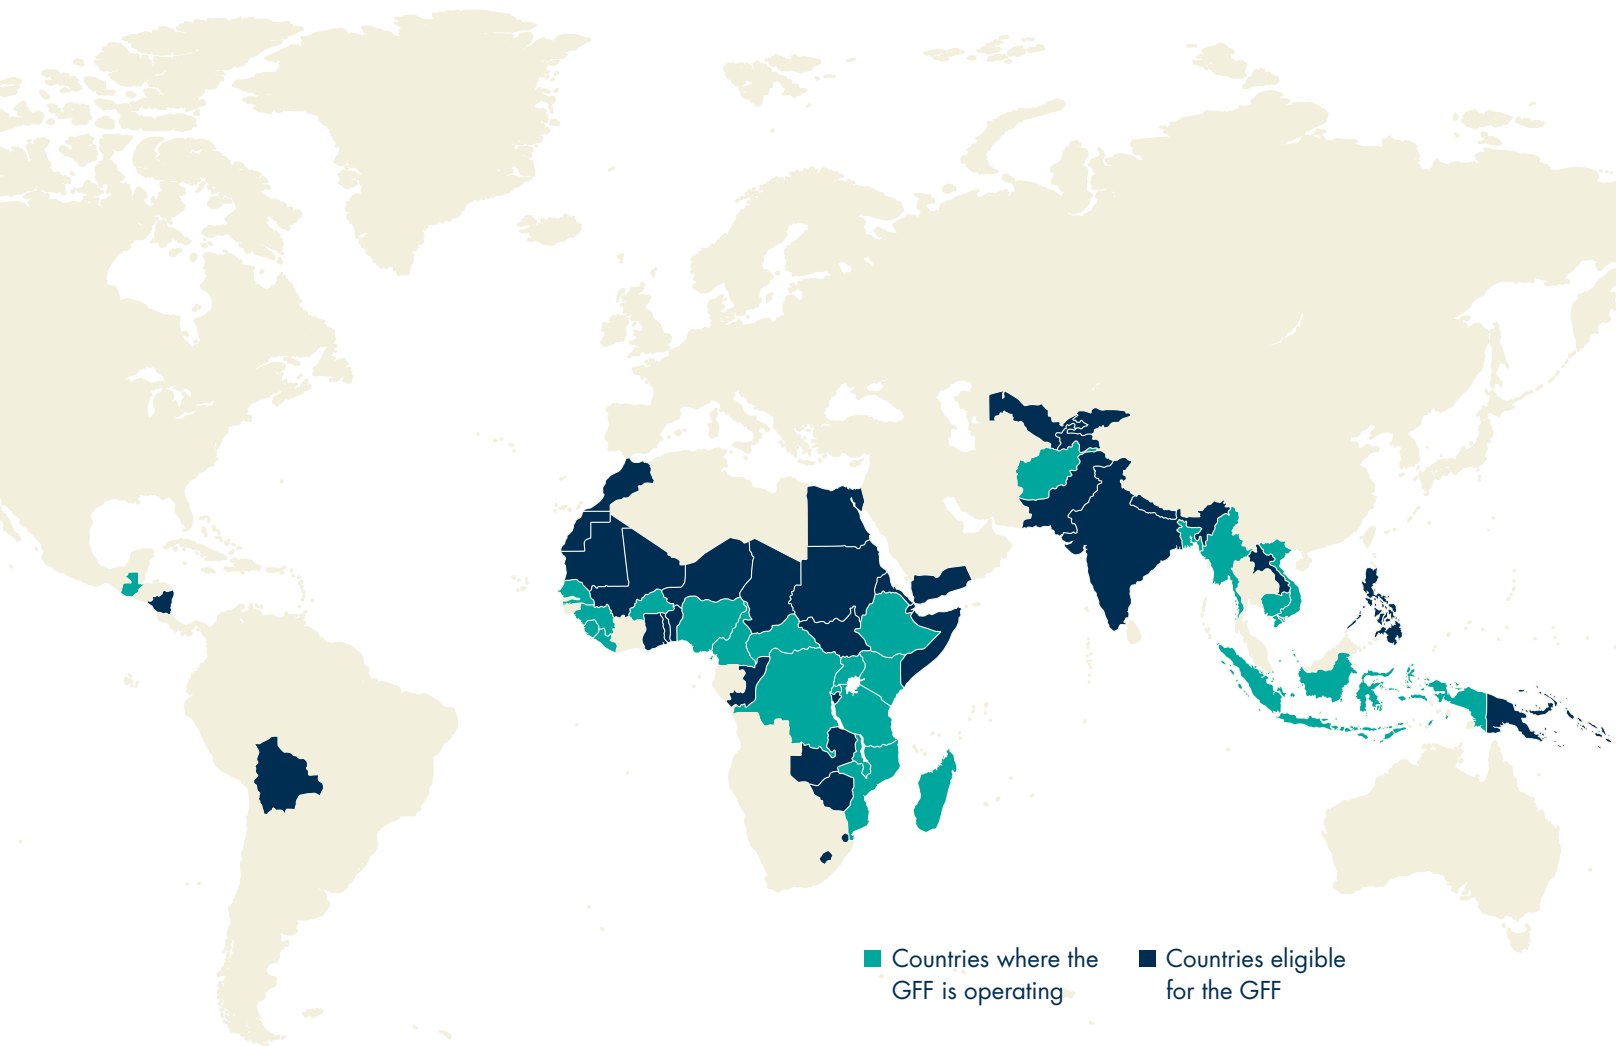 Countries where the
GFF is operating
Countries eligible
for the GFF